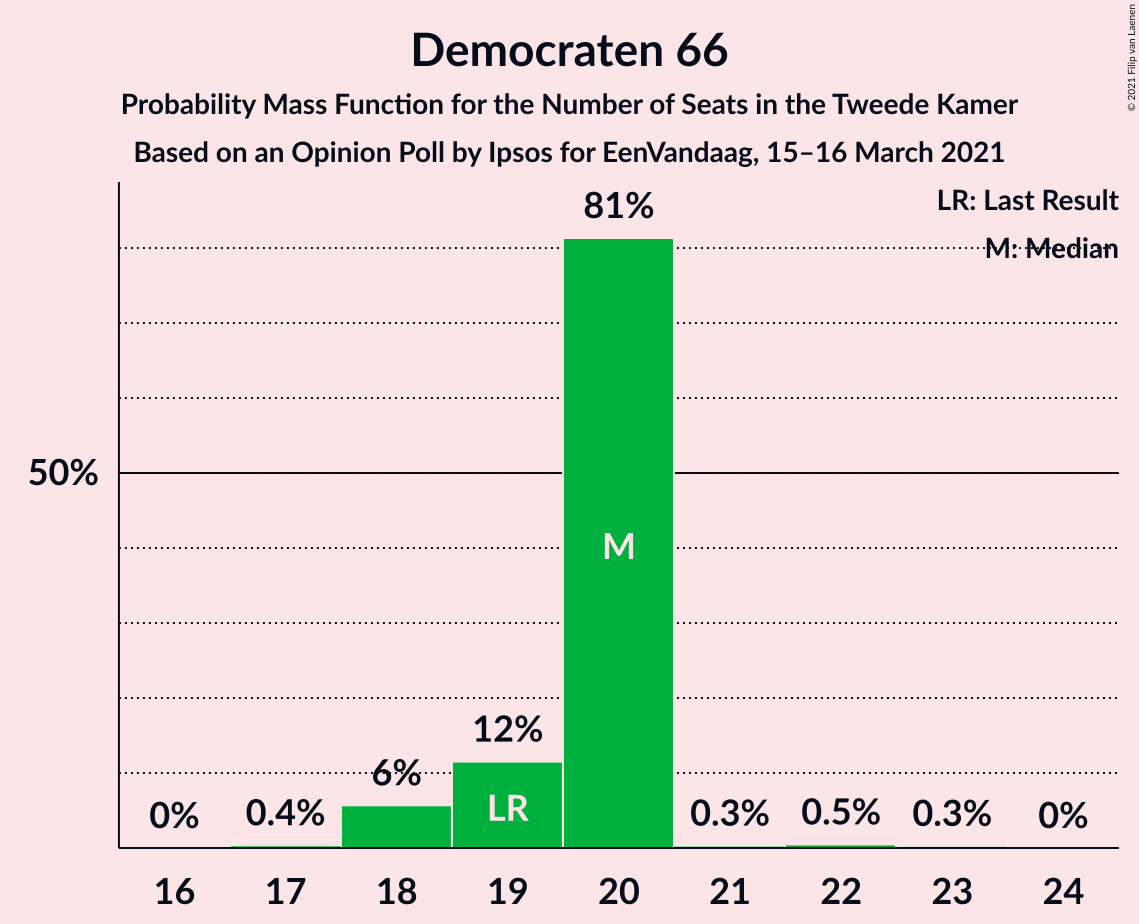 Democraten 66
Probability Mass Function for the Number of Seats in the Tweede Kamer
Based on an Opinion Poll by Ipsos for EenVandaag, 15–16 March 2021
© 2021 Filip van Laenen
LR: Last Result
M: Median
50%
0%
0.4%
6%
12%
81%
0.3%
0.5%
0.3%
0%
LR
M
16
17
18
19
20
21
22
23
24